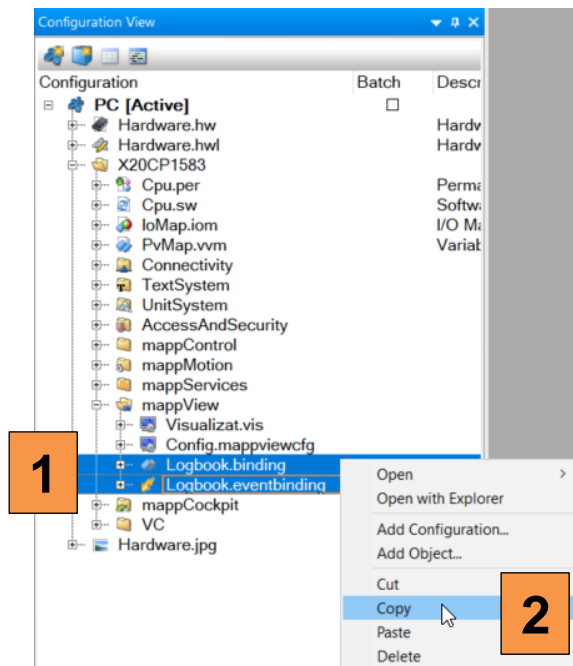 Configuration View
Configuration Batch Descr
PC [Active]
Hardware.hw Hardw
Hardware.hwl Hardw
X20CP1583
Cpu.per Perma
Cpu.sw Softwa
IoMap.iom I/O Ma
PvMap.vvm Variab
Connectivity
TextSystem
UnitSystem
AccessAndSecurity
mappControl
mappMotion
mappServices
mappView
Visualizat.vis
Config.mappviewcfg
1
Logbook.binding
Logbook.eventbinding
mappCockpit
VC
Hardware.jpg
Open
Open with Explorer
Add Configuration...
Add Object...
Cut
Copy
2
Paste
Delete